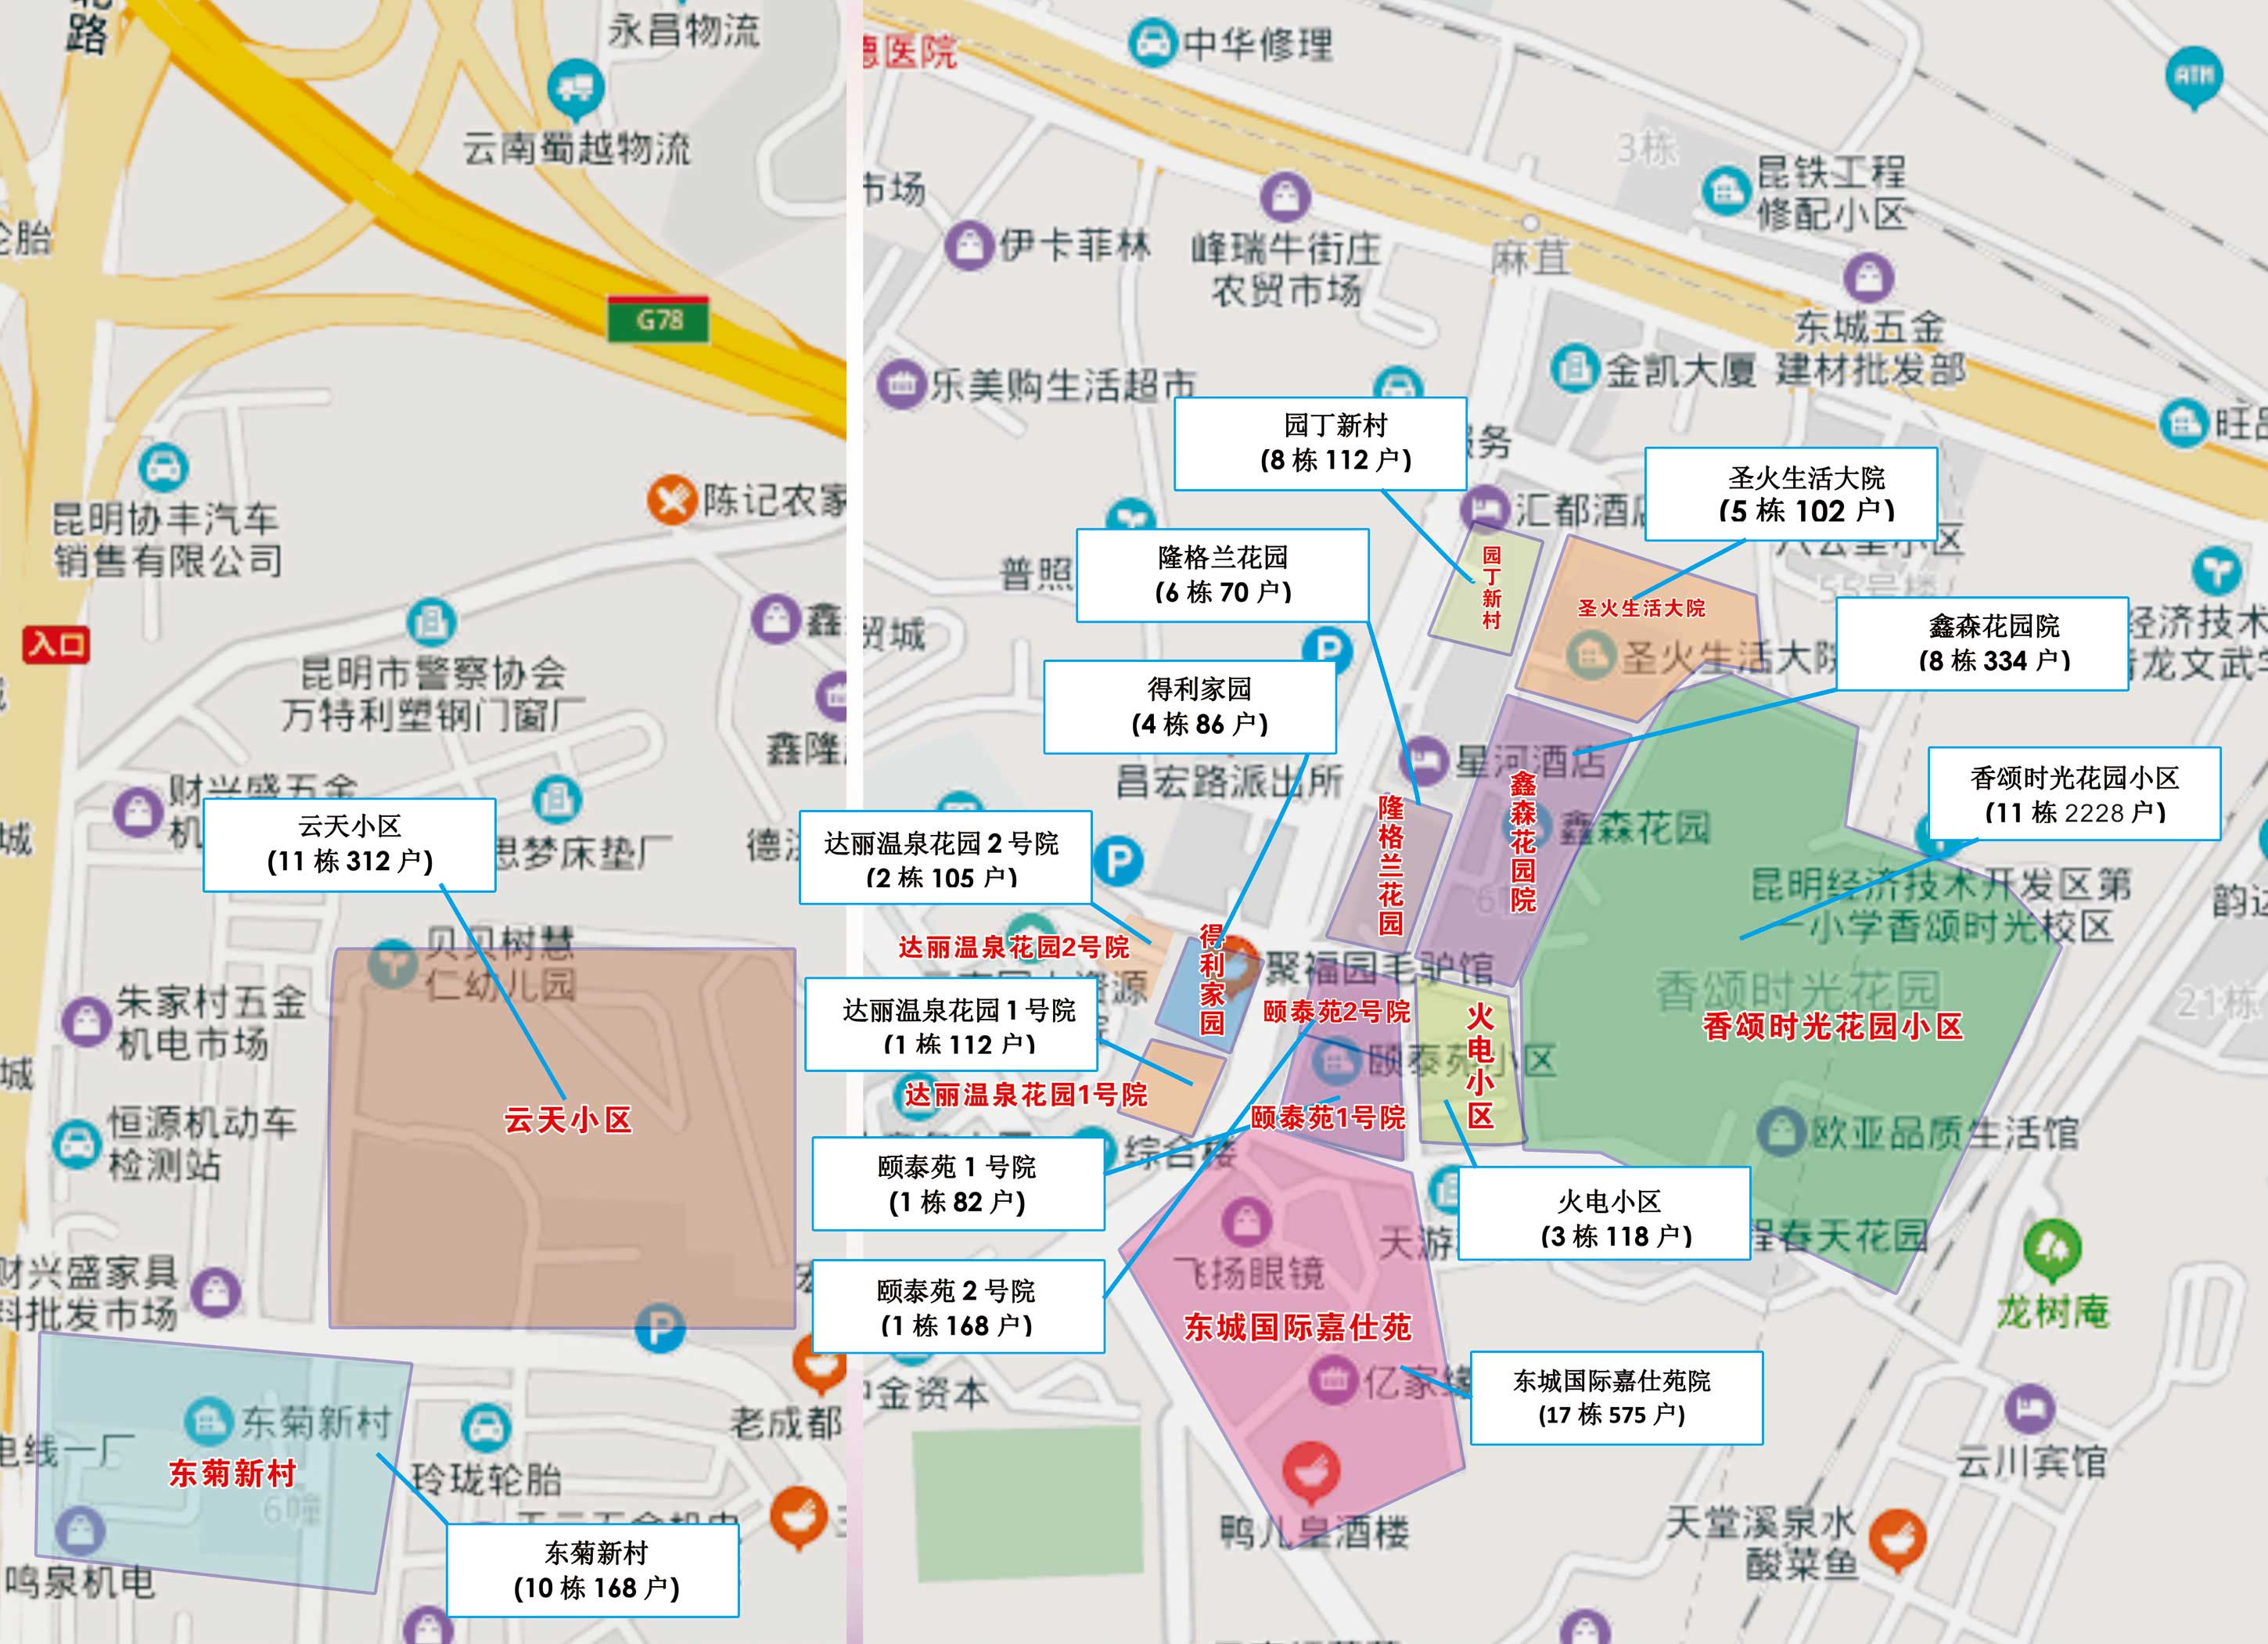 路
永昌物流
云南蜀越物流
G78
轮胎
昆明协丰汽车
销售有限公司
陈记农家
入口
昆明市警察协会
万特利塑钢门窗厂
鑫
鑫隆
财兴盛五金
机
云天小区
(11 栋 312 户)
思梦床垫厂
德
城
贝贝树慧
仁幼儿园
朱家村五金
机电市场
城
恒源机动车
检测站
云天小区
财兴盛家具
料批发市场
P
东菊新村
东菊新村
电线一厂
6幢
玲珑轮胎
老成都
鸣泉机电
东菊新村
(10 栋 168 户)
德医院
中华修理
ATM
3栋
昆铁工程
修配小区
市场
伊卡菲林
峰瑞牛街庄
农贸市场
麻苴
东城五金
建材批发部
金凯大厦
乐美购生活超市
旺
园丁新村
(8 栋 112 户)
服务
圣火生活大院
(5 栋 102 户)
汇都酒店
小区
55号楼
隆格兰花园
(6 栋 70 户)
普照
园丁新村
圣火生活大院
圣火生活大院
鑫森花园院
(8 栋 334 户)
经济技术
龙文武学
贸城
P
得利家园
(4 栋 86 户)
昌宏路派出所
星河酒店
鑫森花园院
鑫森花园
隆格兰花园
香颂时光花园小区
(11 栋 2228 户)
达丽温泉花园 2 号院
(2 栋 105 户)
P
昆明经济技术开发区第
一小学香颂时光校区
韵达
达丽温泉花园2号院
得利家园
聚福园毛驴馆
资源
香颂时光花园
香颂时光花园小区
21栋
达丽温泉花园 1 号院
(1 栋 112 户)
颐泰苑2号院
颐泰苑小区
火电小区
达丽温泉花园1号院
颐泰苑1号院
综合楼
欧亚品质生活馆
颐泰苑 1 号院
(1 栋 82 户)
火电小区
(3 栋 118 户)
天游
程春天花园
飞扬眼镜
龙树庵
颐泰苑 2 号院
(1 栋 168 户)
东城国际嘉仕苑
亿家缘
东城国际嘉仕苑院
(17 栋 575 户)
中金资本
云川宾馆
鸭儿皇酒楼
天堂溪泉水
酸菜鱼